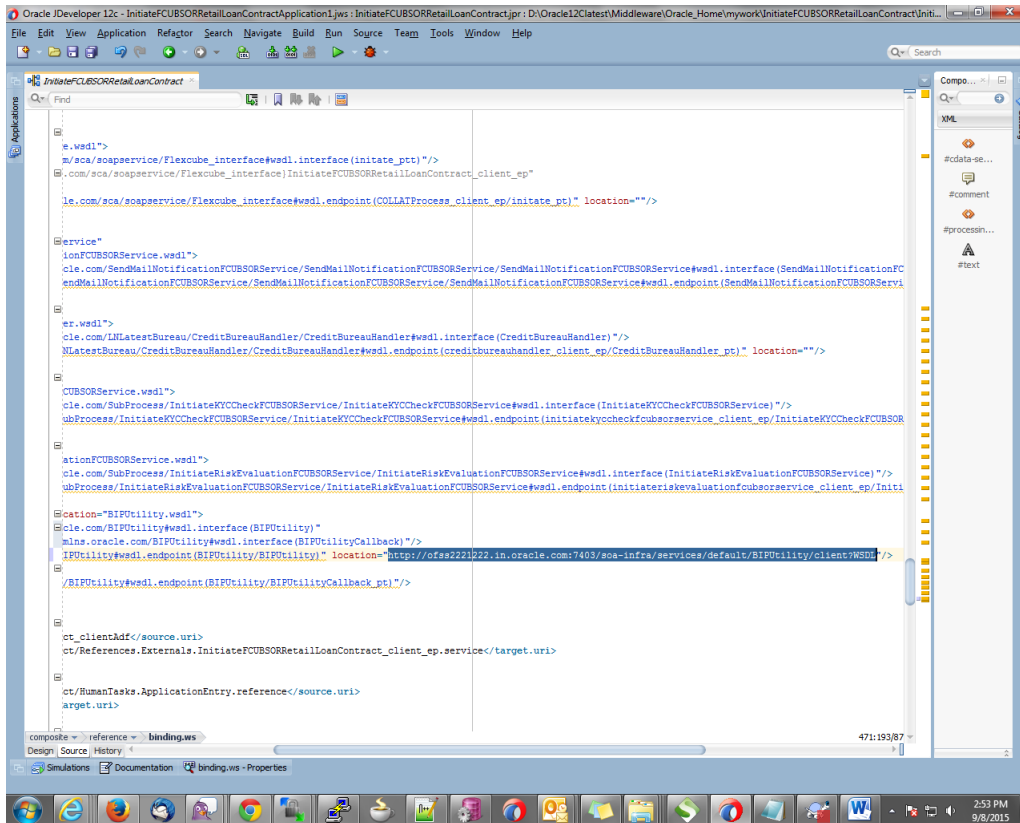 Oracle JDeveloper 12c - InitiateFCUBSORRetailLoanContractApplication1.jws : InitiateFCUBSORRetailLoanContract.jpr : D:\Oracle12Clatest\Middleware\Oracle_Home\mywork\InitiateFCUBSORRetailLoanContract\Initi...
File Edit View Application Refactor Search Navigate Build Run Source Team Tools Window Help
Search
InitiateFCUBSORRetailLoanContract
Find
Applications
e.wsdl">
m/sca/soapservice/Flexcube_interface#wsdl.interface(initate_ptt)"/>
.com/sca/soapservice/Flexcube_interface}InitiateFCUBSORRetailLoanContract_client_ep"
le.com/sca/soapservice/Flexcube_interface#wsdl.endpoint(COLLATProcess_client_ep/initate_pt)" location=""/>
ervice"
ionFCUBSORService.wsdl">
cle.com/SendMailNotificationFCUBSORService/SendMailNotificationFCUBSORService/SendMailNotificationFCUBSORService#wsdl.interface(SendMailNotificationFC
endMailNotificationFCUBSORService/SendMailNotificationFCUBSORService/SendMailNotificationFCUBSORService#wsdl.endpoint(SendMailNotificationFCUBSORServi
er.wsdl">
cle.com/LNLatestBureau/CreditBureauHandler/CreditBureauHandler#wsdl.interface(CreditBureauHandler)"/>
NLatestBureau/CreditBureauHandler/CreditBureauHandler#wsdl.endpoint(creditbureauhandler_client_ep/CreditBureauHandler_pt)" location=""/>
CUBSORService.wsdl">
cle.com/SubProcess/InitiateKYCCheckFCUBSORService/InitiateKYCCheckFCUBSORService#wsdl.interface(InitiateKYCCheckFCUBSORService)"/>
ubProcess/InitiateKYCCheckFCUBSORService/InitiateKYCCheckFCUBSORService#wsdl.endpoint(initiatekyccheckfcubsorservice_client_ep/InitiateKYCCheckFCUBSOR
ationFCUBSORService.wsdl">
cle.com/SubProcess/InitiateRiskEvaluationFCUBSORService/InitiateRiskEvaluationFCUBSORService#wsdl.interface(InitiateRiskEvaluationFCUBSORService)"/>
ubProcess/InitiateRiskEvaluationFCUBSORService/InitiateRiskEvaluationFCUBSORService#wsdl.endpoint(initiateriskevaluationfcubsorservice_client_ep/Initi
cation="BIPUtility.wsdl">
cle.com/BIPUtility#wsdl.interface(BIPUtility)"
mlns.oracle.com/BIPUtility#wsdl.interface(BIPUtilityCallback)"/>
IPUtility#wsdl.endpoint(BIPUtility/BIPUtility)" location="http://ofss2221222.in.oracle.com:7403/soa-infra/services/default/BIPUtility/client?WSDL"/>
/BIPUtility#wsdl.endpoint(BIPUtility/BIPUtilityCallback_pt)"/>
ct_clientAdf</source.uri>
ct/References.Externals.InitiateFCUBSORRetailLoanContract_client_ep.service</target.uri>
ct/HumanTasks.ApplicationEntry.reference</source.uri>
arget.uri>
composite reference binding.ws
471:193/87
Design Source History
Simulations Documentation binding.ws - Properties
Compo...
XML
#cdata-se...
#comment
#processin...
#text
2:53 PM
9/8/2015